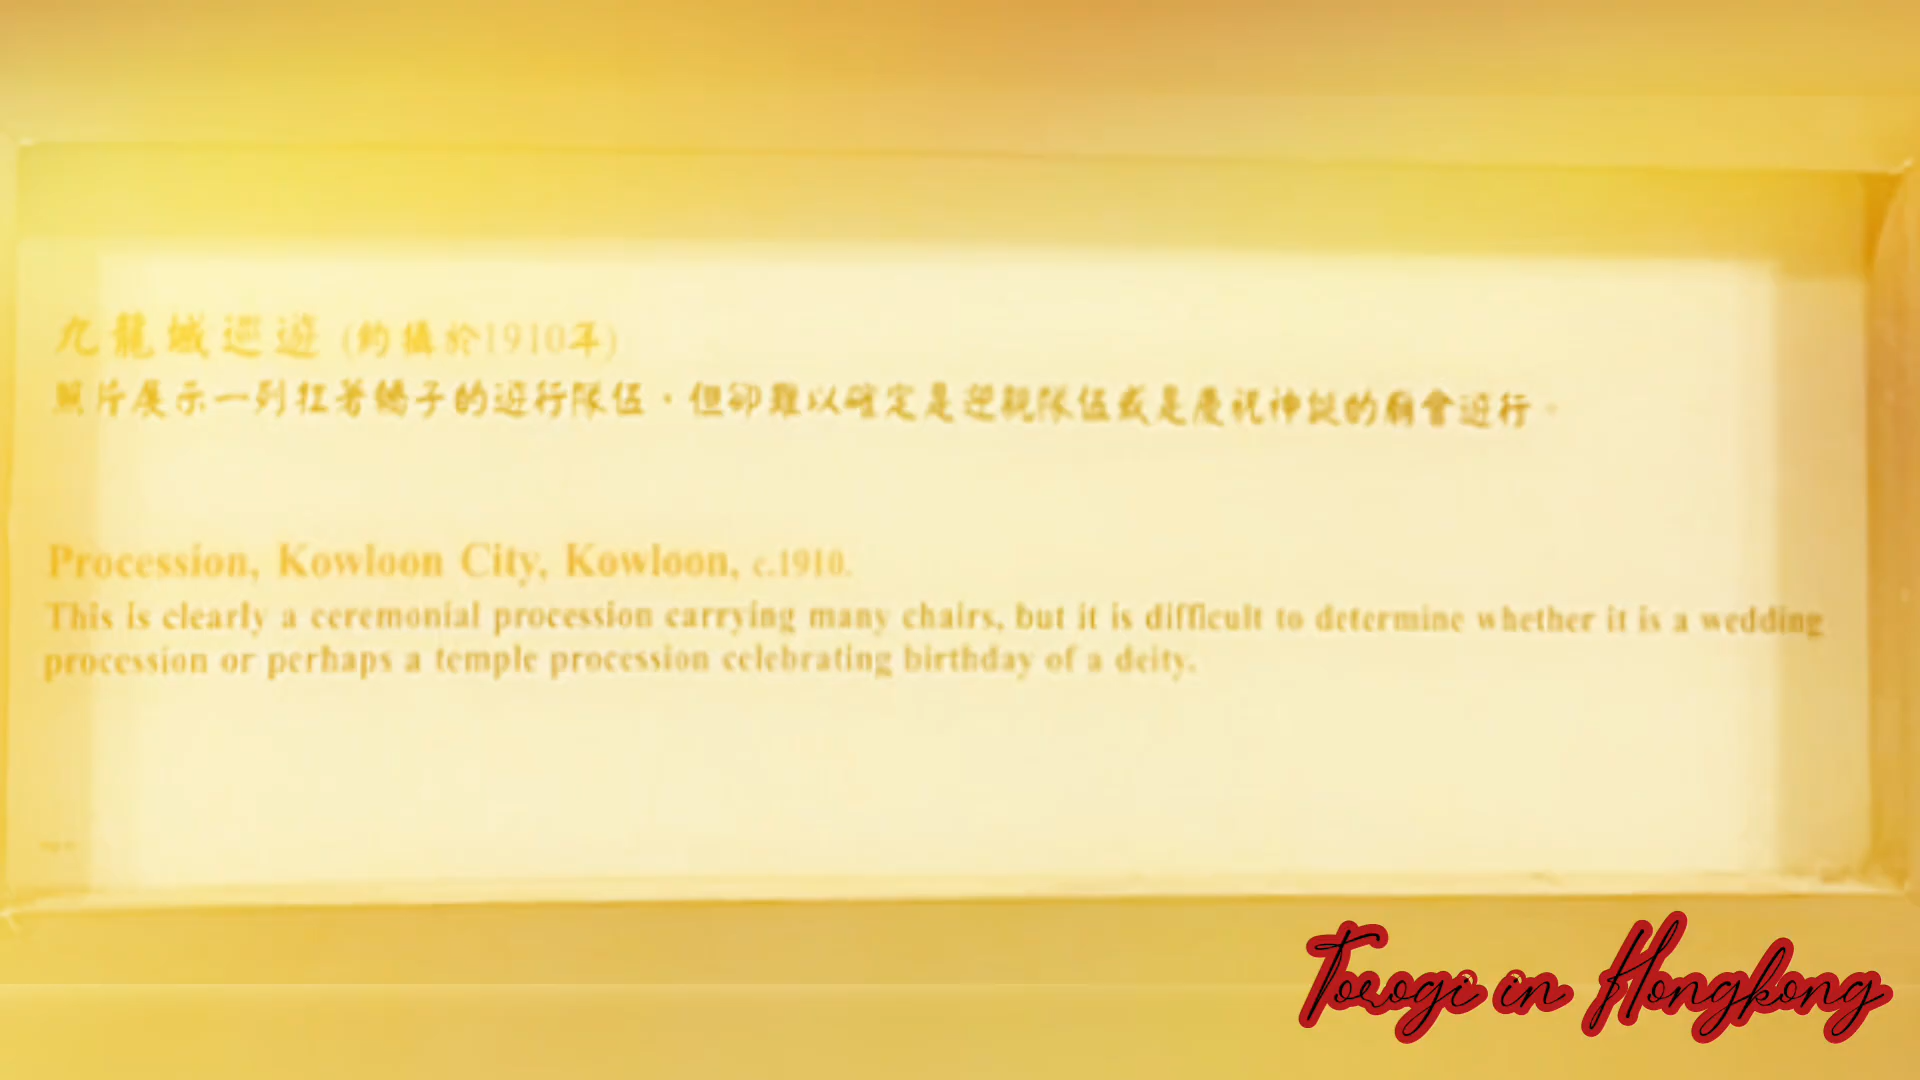 九龍城巡遊 (約攝於1910年)
照片展示一列扛著轎子的遊行隊伍，但卻難以確定是迎親隊伍或是慶祝神誕的廟會遊行。
Procession, Kowloon City, Kowloon, c.1910.
This is clearly a ceremonial procession carrying many chairs, but it is difficult to determine whether it is a wedding
procession or perhaps a temple procession celebrating birthday of a deity.
Torogi in Hongkong